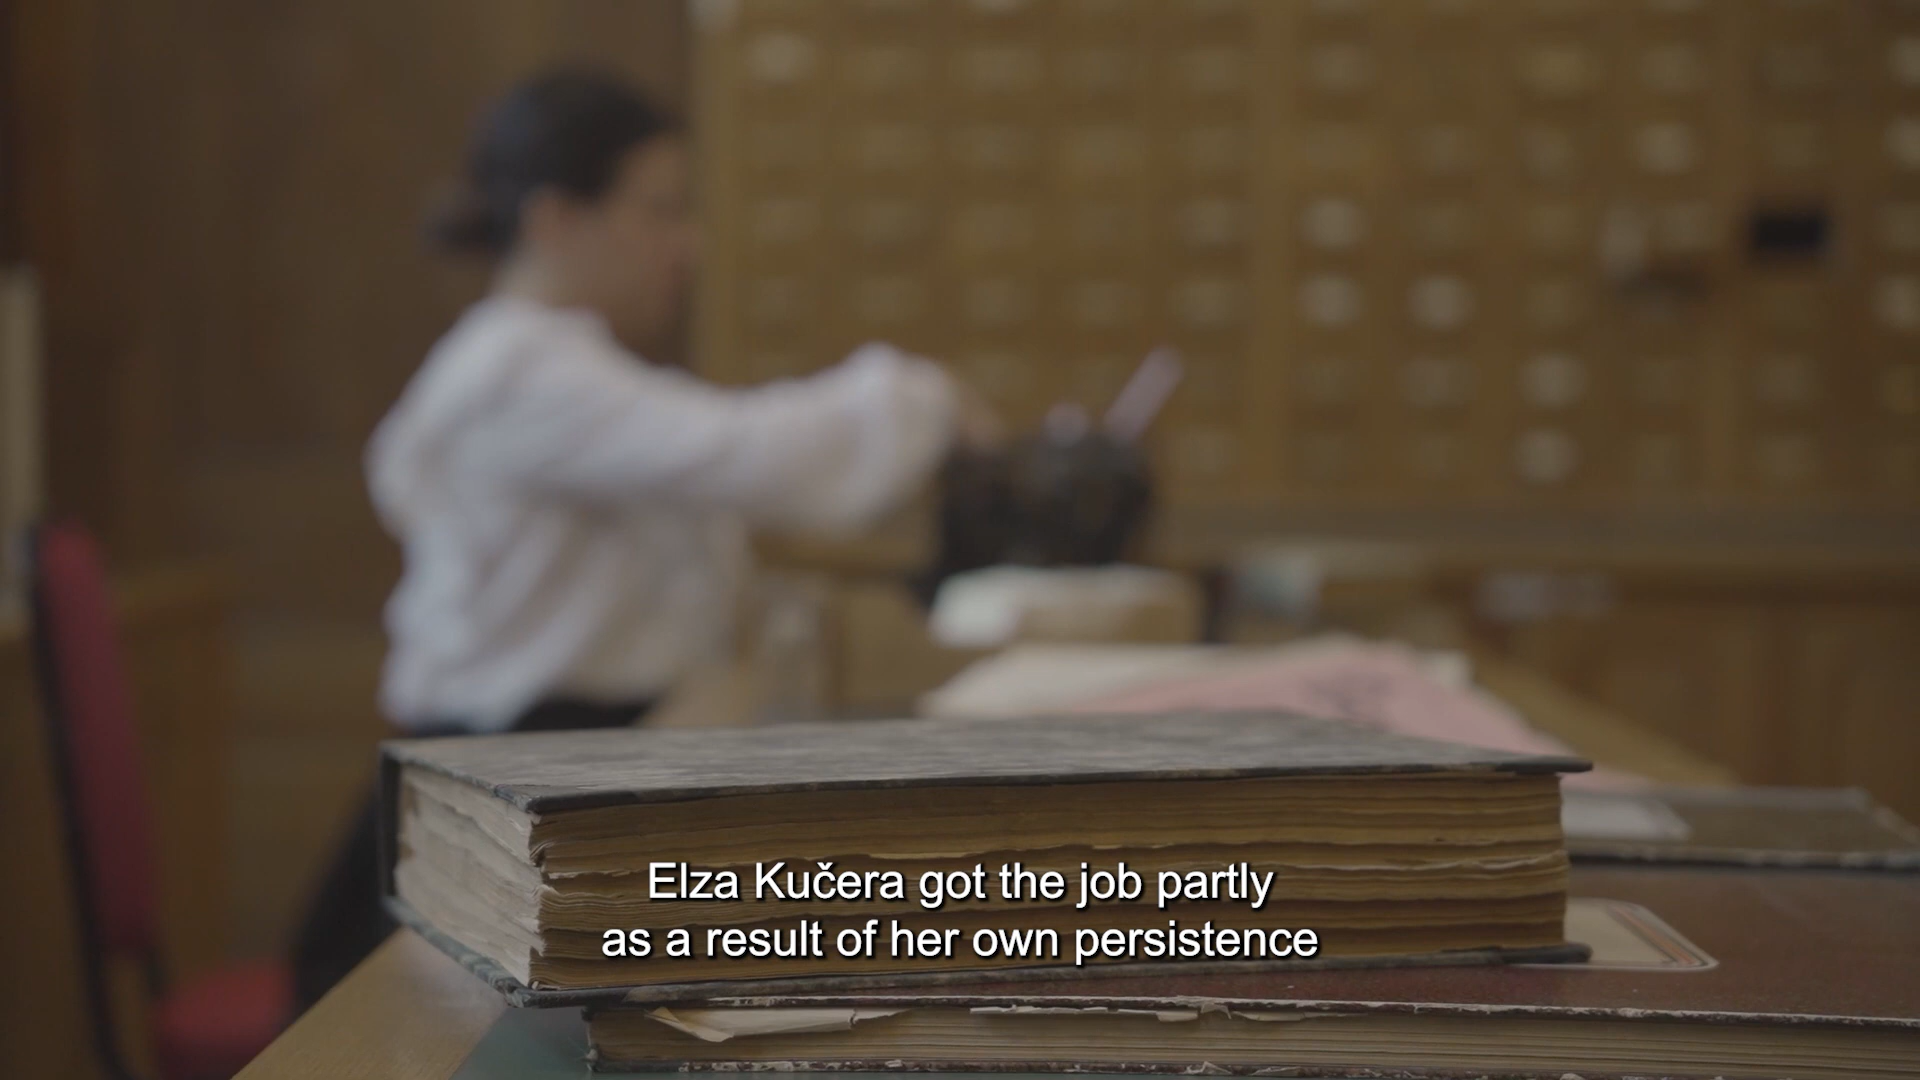 Elza Kučera got the job partly
as a result of her own persistence